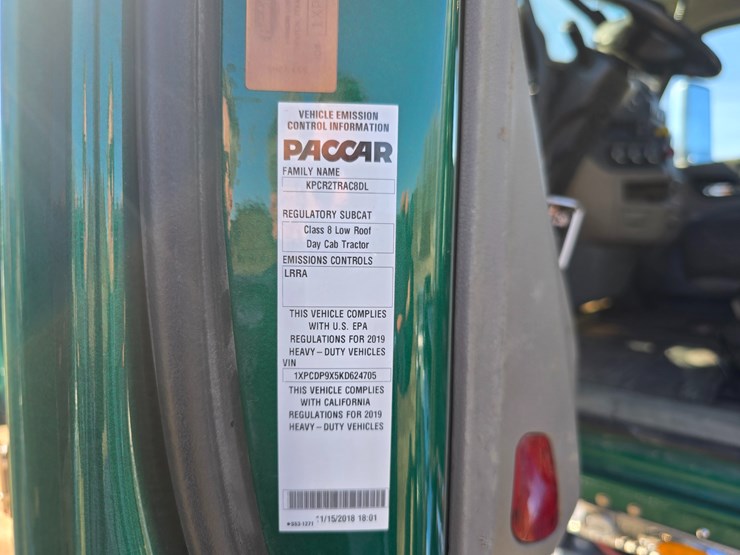 VEHICLE EMISSION
CONTROL INFORMATION
PACCAR
FAMILY NAME
KPCR2TRAC8DL
REGULATORY SUBCAT
Class 8 Low Roof
Day Cab Tractor
EMISSIONS CONTROLS
LRRA
THIS VEHICLE COMPLIES
WITH U.S. EPA
REGULATIONS FOR 2019
HEAVY-DUTY VEHICLES
VIN
1XPCDP9X5KD624705
THIS VEHICLE COMPLIES
WITH CALIFORNIA
REGULATIONS FOR 2019
HEAVY-DUTY VEHICLES
11/15/2018 18:01